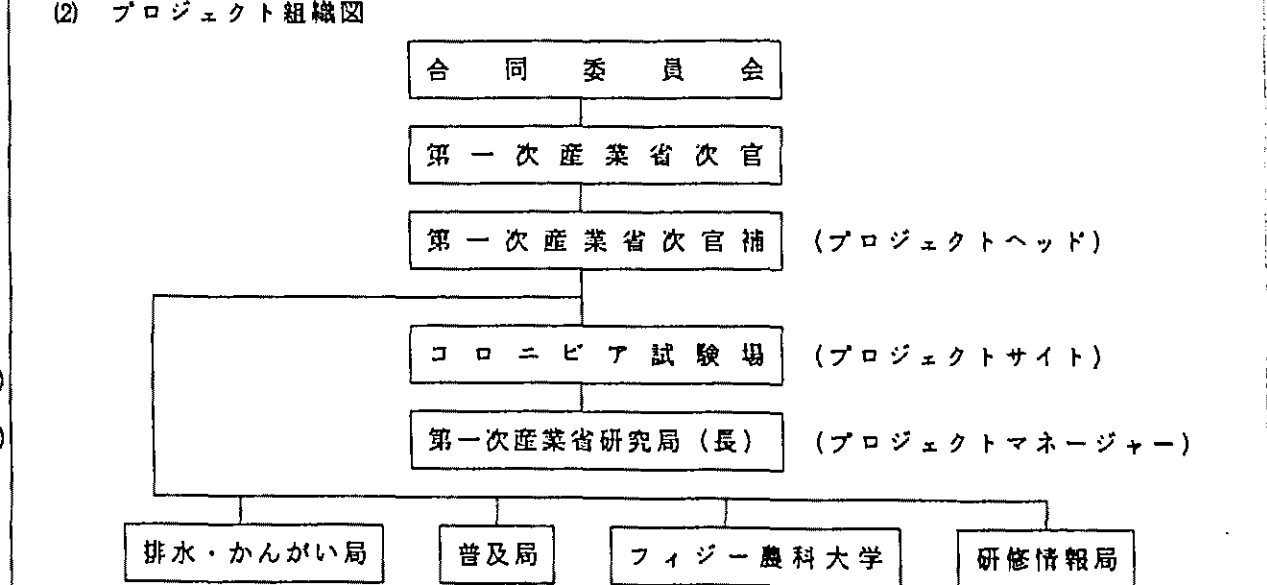 (2) プロジェクト組織図
合同委員会
第一次産業省次官
第一次産業省次官補 (プロジェクトヘッド)
コロニビア試験場 (プロジェクトサイト)
第一次産業省研究局(長) (プロジェクトマネージャー)
排水・かんがい局 普及局 フィジー農科大学 研修情報局